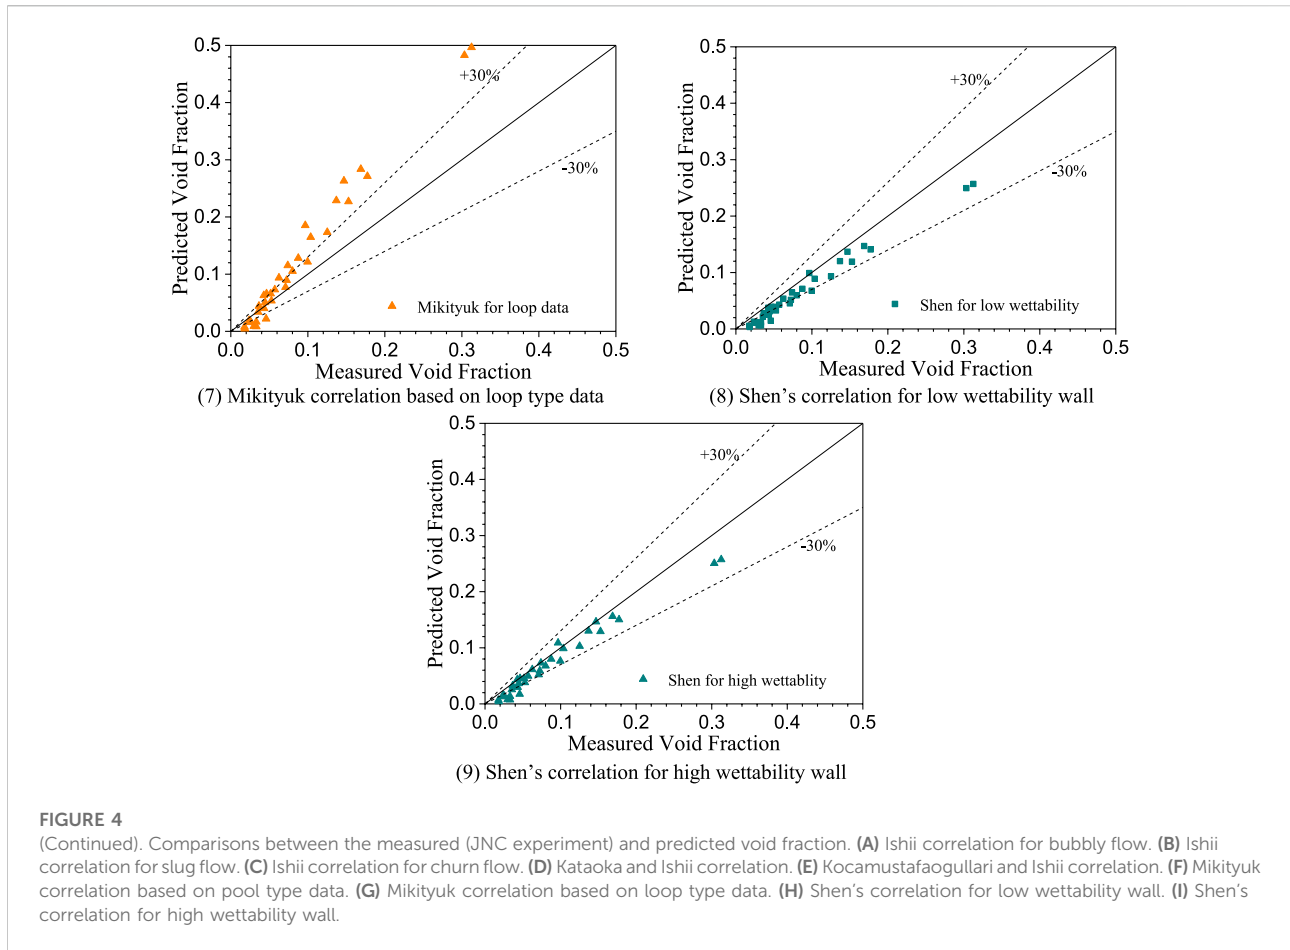 0.5
0.4
0.3
0.2
0.1
0.0
Predicted Void Fraction
+30%
-30%
Mikityuk for loop data
0.0 0.1 0.2 0.3 0.4 0.5
Measured Void Fraction
(7) Mikityuk correlation based on loop type data
0.5
0.4
0.3
0.2
0.1
0.0
Predicted Void Fraction
+30%
-30%
Shen for low wettability
0.0 0.1 0.2 0.3 0.4 0.5
Measured Void Fraction
(8) Shen's correlation for low wettability wall
0.5
0.4
0.3
0.2
0.1
0.0
Predicted Void Fraction
+30%
-30%
Shen for high wettablity
0.0 0.1 0.2 0.3 0.4 0.5
Measured Void Fraction
(9) Shen's correlation for high wettability wall
FIGURE 4
(Continued). Comparisons between the measured (JNC experiment) and predicted void fraction. (A) Ishii correlation for bubbly flow. (B) Ishii
correlation for slug flow. (C) Ishii correlation for churn flow. (D) Kataoka and Ishii correlation. (E) Kocamustafaogullari and Ishii correlation. (F) Mikityuk
correlation based on pool type data. (G) Mikityuk correlation based on loop type data. (H) Shen's correlation for low wettability wall. (I) Shen's
correlation for high wettability wall.